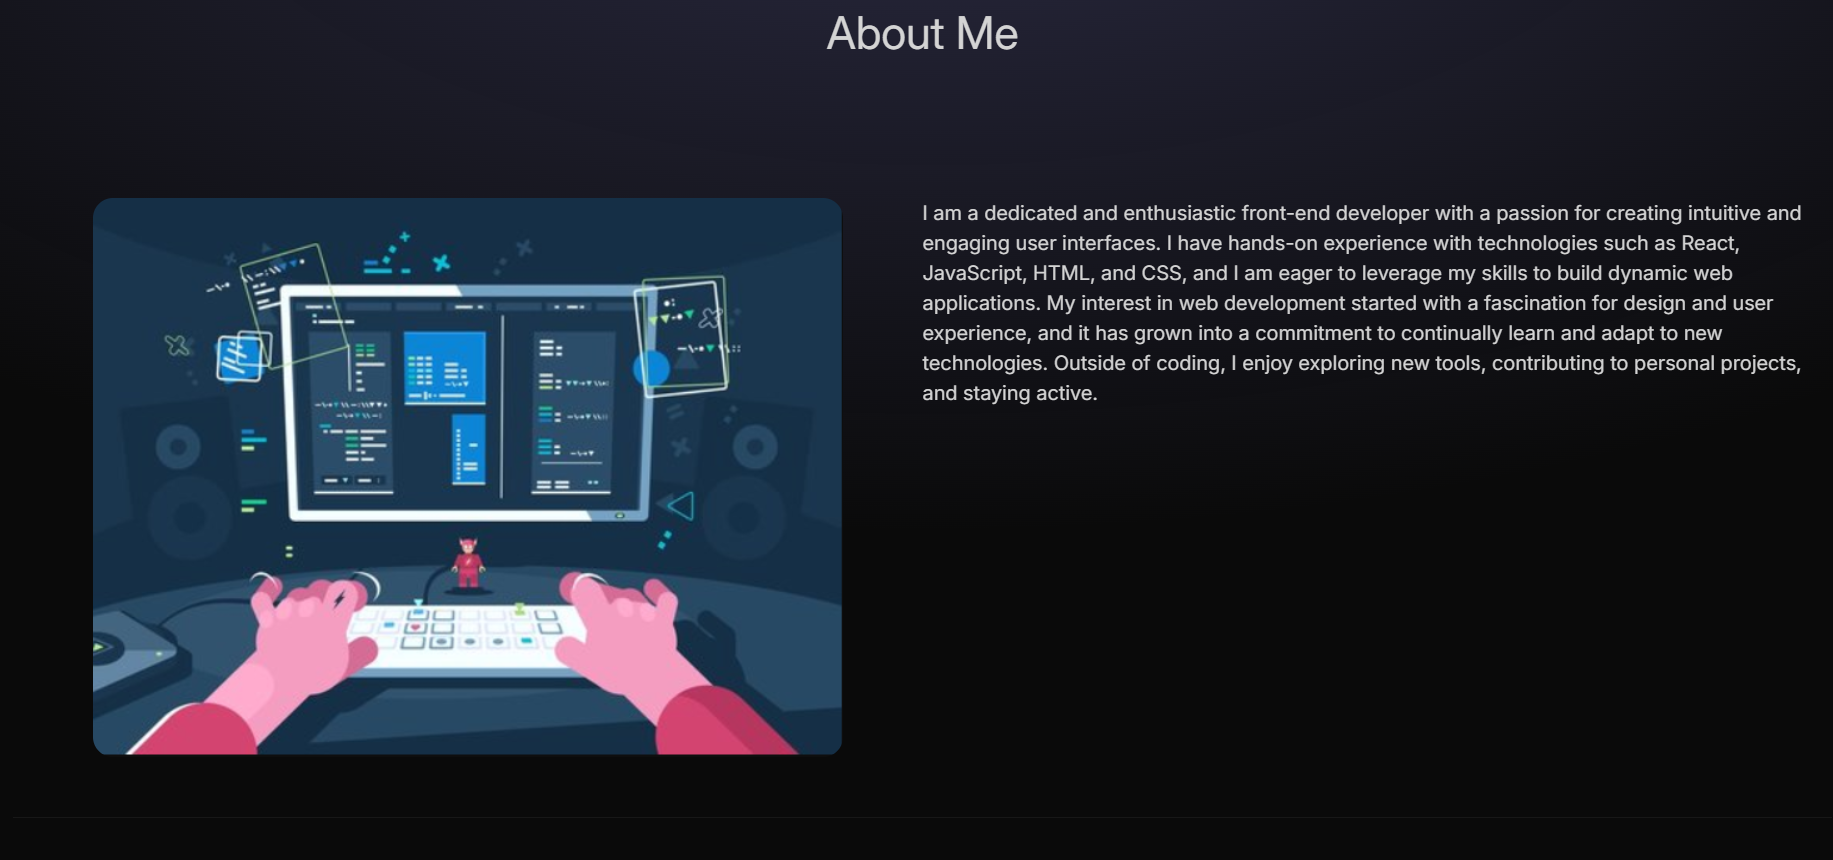 About Me
I am a dedicated and enthusiastic front-end developer with a passion for creating intuitive and
engaging user interfaces. I have hands-on experience with technologies such as React,
JavaScript, HTML, and CSS, and I am eager to leverage my skills to build dynamic web
applications. My interest in web development started with a fascination for design and user
experience, and it has grown into a commitment to continually learn and adapt to new
technologies. Outside of coding, I enjoy exploring new tools, contributing to personal projects,
and staying active.